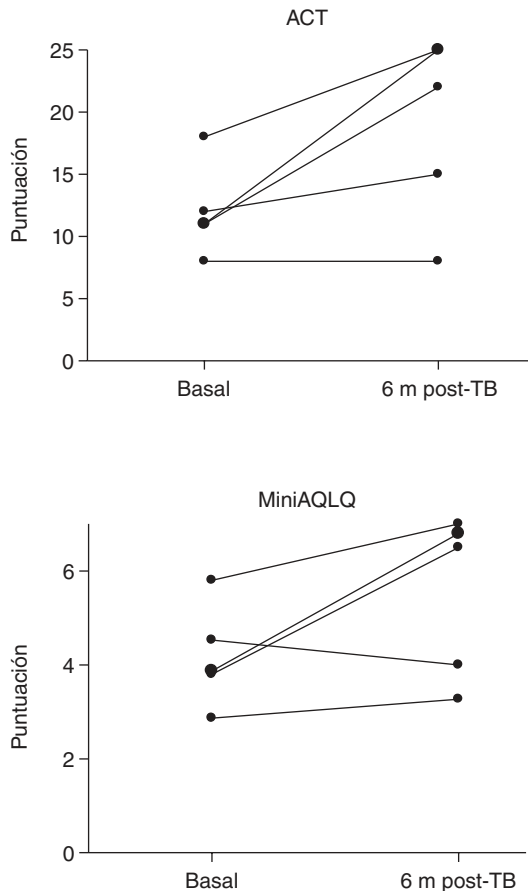 ACT
25
20
15
10
5
0
Puntuación
Basal
6 m post-TB
MiniAQLQ
6
4
2
0
Puntuación
Basal
6 m post-TB